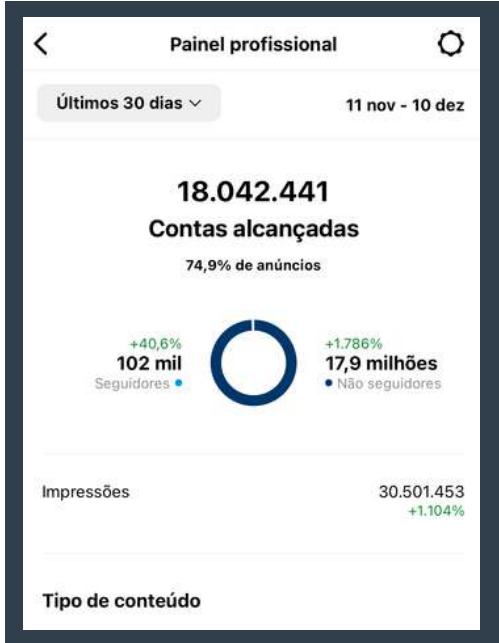 Painel profissional
Últimos 30 dias
11 nov - 10 dez
18.042.441
Contas alcançadas
74,9% de anúncios
+40,6%
102 mil
Seguidores
+1.786%
17,9 milhões
Não seguidores
Impressões
30.501.453
+1.104%
Tipo de conteúdo